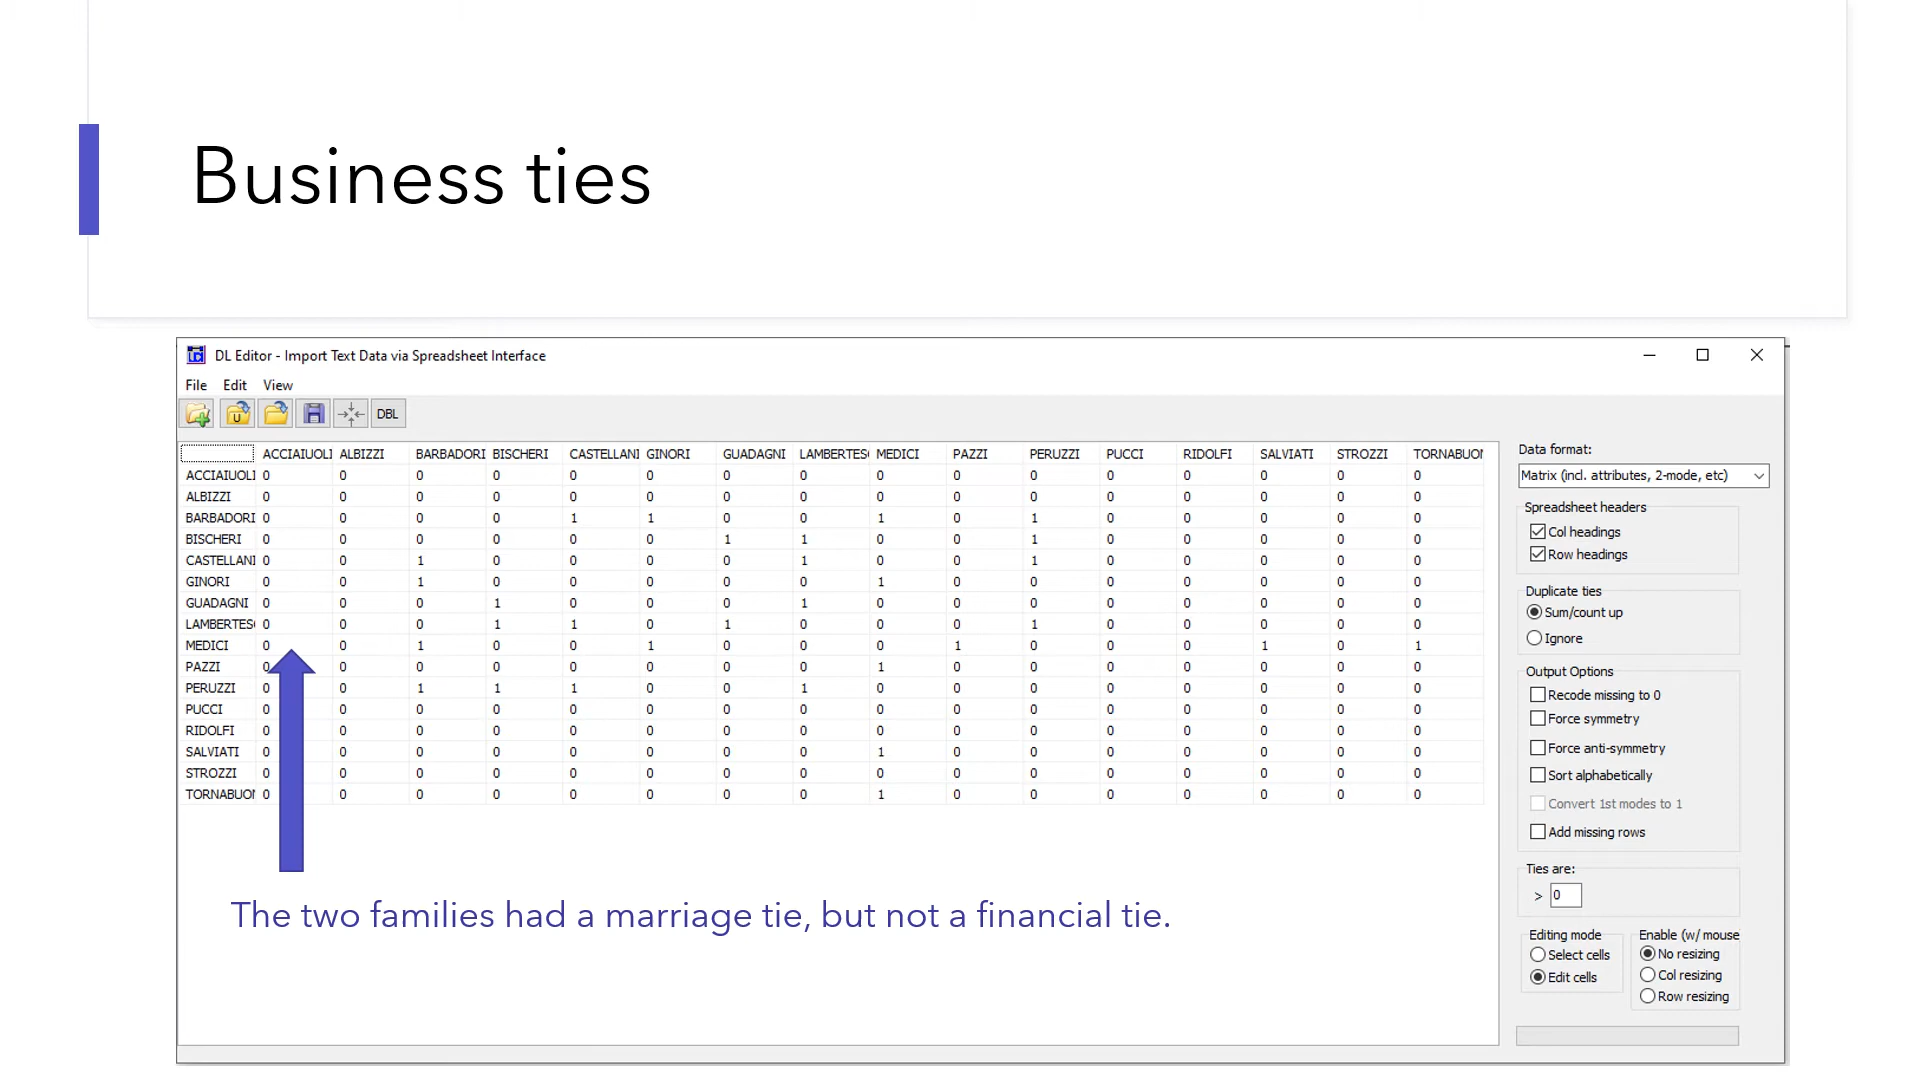 Business ties
DL Editor - Import Text Data via Spreadsheet Interface
File Edit View
U DBL
ACCIAIUOLI ALBIZZI BARBADORI BISCHERI CASTELLANI GINORI GUADAGNI LAMBERTESC MEDICI PAZZI PERUZZI PUCCI RIDOLFI SALVIATI STROZZI TORNABUON
ACCIAIUOLI 0 0 0 0 0 0 0 0 0 0 0 0 0 0 0 0
ALBIZZI 0 0 0 0 0 0 0 0 0 0 0 0 0 0 0 0
BARBADORI 0 0 0 0 1 1 0 0 1 0 1 0 0 0 0 0
BISCHERI 0 0 0 0 0 0 1 1 0 0 1 0 0 0 0 0
CASTELLANI 0 0 1 0 0 0 0 1 0 0 1 0 0 0 0 0
GINORI 0 0 1 0 0 0 0 0 1 0 0 0 0 0 0 0
GUADAGNI 0 0 0 1 0 0 0 1 0 0 0 0 0 0 0 0
LAMBERTESC 0 0 0 1 1 0 1 0 0 0 1 0 0 0 0 0
MEDICI 0 0 1 0 0 1 0 0 0 1 0 0 0 1 0 1
PAZZI 0 0 0 0 0 0 0 0 1 0 0 0 0 0 0 0
PERUZZI 0 0 1 1 1 0 0 1 0 0 0 0 0 0 0 0
PUCCI 0 0 0 0 0 0 0 0 0 0 0 0 0 0 0 0
RIDOLFI 0 0 0 0 0 0 0 0 0 0 0 0 0 0 0 0
SALVIATI 0 0 0 0 0 0 0 0 1 0 0 0 0 0 0 0
STROZZI 0 0 0 0 0 0 0 0 0 0 0 0 0 0 0 0
TORNABUON 0 0 0 0 0 0 0 0 1 0 0 0 0 0 0 0
The two families had a marriage tie, but not a financial tie.
Data format:
Matrix (incl. attributes, 2-mode, etc)
Spreadsheet headers
Col headings
Row headings
Duplicate ties
Sum/count up
Ignore
Output Options
Recode missing to 0
Force symmetry
Force anti-symmetry
Sort alphabetically
Convert 1st modes to 1
Add missing rows
Ties are:
> 0
Editing mode
Select cells
Edit cells
Enable (w/ mouse
No resizing
Col resizing
Row resizing